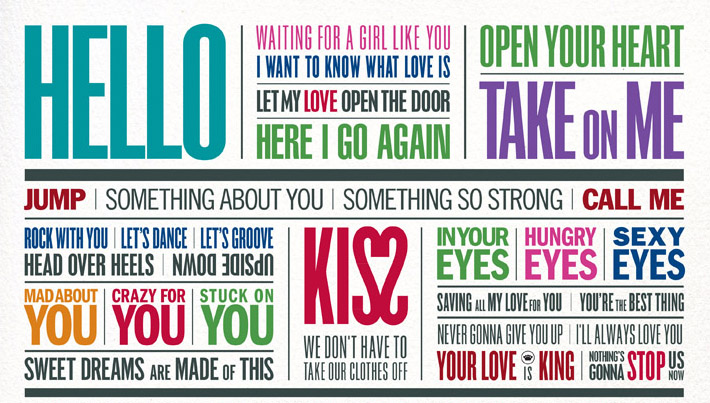 HELLO
WAITING FOR A GIRL LIKE YOU
I WANT TO KNOW WHAT LOVE IS
LET MY LOVE OPEN THE DOOR
HERE I GO AGAIN
OPEN YOUR HEART
TAKE ON ME
JUMP | SOMETHING ABOUT YOU | SOMETHING SO STRONG | CALL ME
ROCK WITH YOU | LET'S DANCE | LET'S GROOVE
HEAD OVER HEELS | UPSIDE DOWN
MAD ABOUT YOU
CRAZY FOR YOU
STUCK ON YOU
SWEET DREAMS ARE MADE OF THIS
KISS
WE DON'T HAVE TO
TAKE OUR CLOTHES OFF
IN YOUR EYES
HUNGRY EYES
SEXY EYES
SAVING ALL MY LOVE FOR YOU | YOU'RE THE BEST THING
NEVER GONNA GIVE YOU UP | I'LL ALWAYS LOVE YOU
YOUR LOVE IS KING
NOTHING'S GONNA STOP US NOW